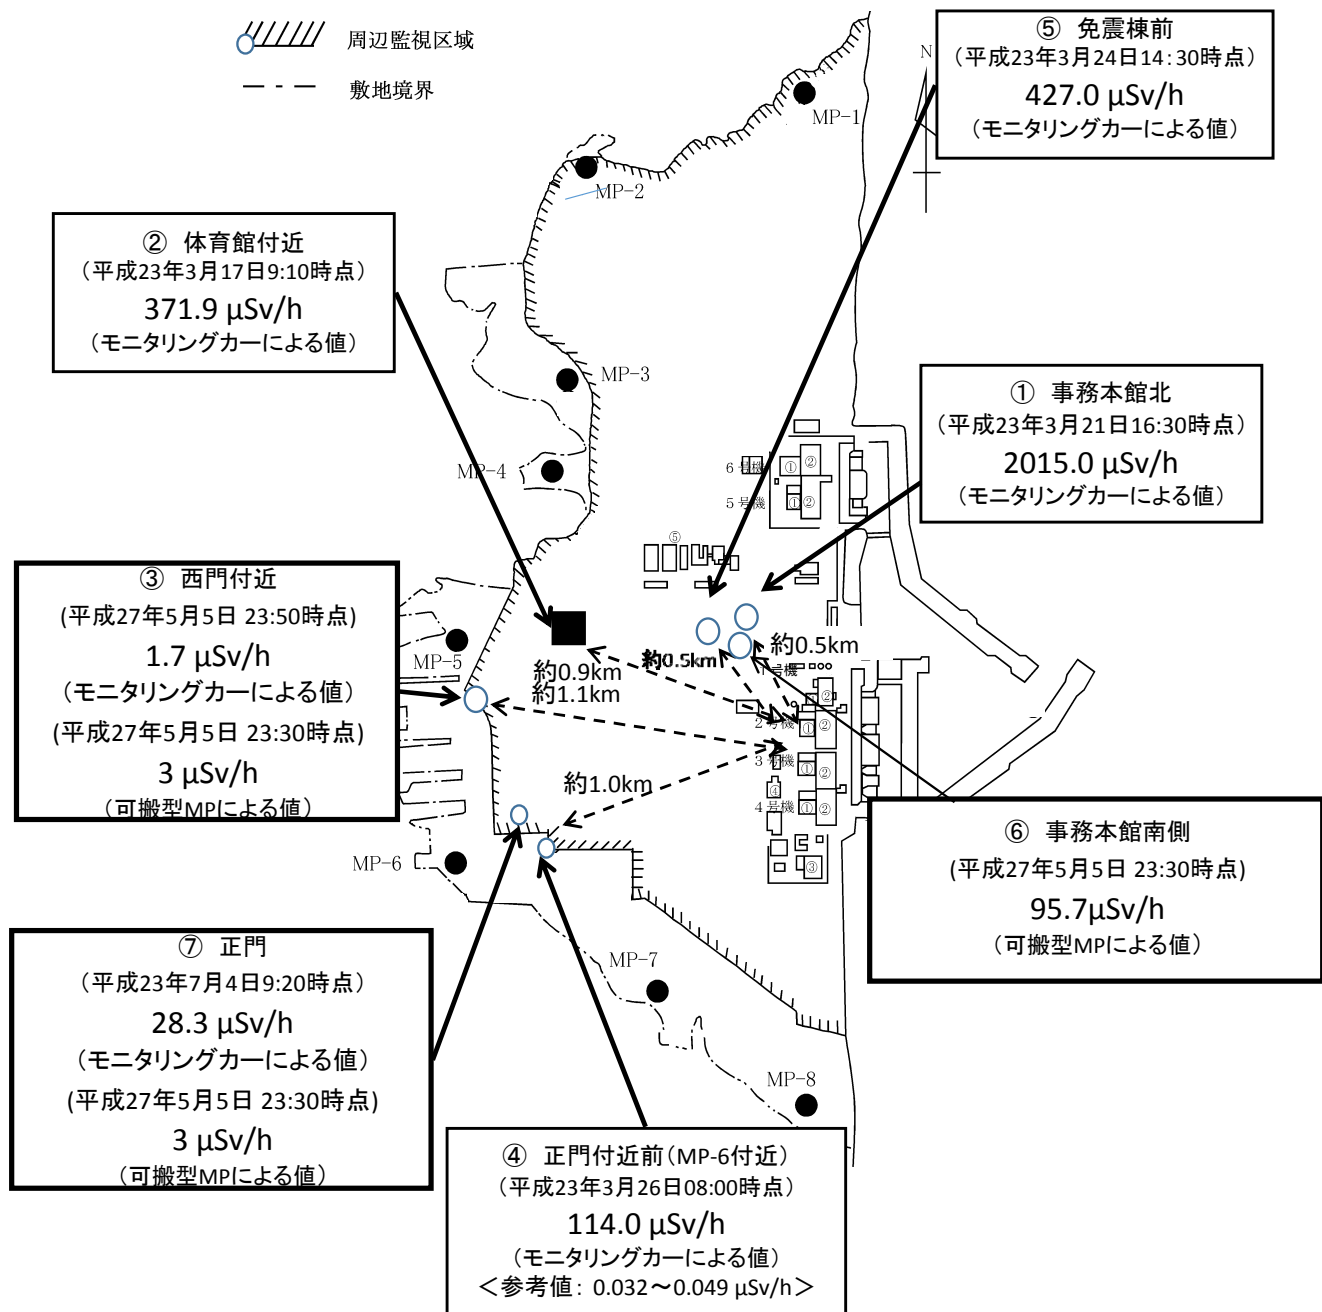 周辺監視区域
敷地境界
⑤ 免震棟前
(平成23年3月24日14:30時点)
427.0 μSv/h
(モニタリングカーによる値)
N
MP-1
MP-2
② 体育館付近
(平成23年3月17日9:10時点)
371.9 μSv/h
(モニタリングカーによる値)
MP-3
① 事務本館北
(平成23年3月21日16:30時点)
2015.0 μSv/h
(モニタリングカーによる値)
MP-4
6号機
①
②
5号機
①
②
⑤
③ 西門付近
(平成27年5月5日 23:50時点)
1.7 μSv/h
(モニタリングカーによる値)
(平成27年5月5日 23:30時点)
3 μSv/h
(可搬型MPによる値)
MP-5
約0.9km
約1.1km
約0.5km
約0.5km
1号機
②
2号機
①
②
3号機
①
②
④
4号機
①
②
③
約1.0km
MP-6
⑥ 事務本館南側
(平成27年5月5日 23:30時点)
95.7μSv/h
(可搬型MPによる値)
⑦ 正門
(平成23年7月4日9:20時点)
28.3 μSv/h
(モニタリングカーによる値)
(平成27年5月5日 23:30時点)
3 μSv/h
(可搬型MPによる値)
MP-7
MP-8
④ 正門付近前(MP-6付近)
(平成23年3月26日08:00時点)
114.0 μSv/h
(モニタリングカーによる値)
<参考値: 0.032~0.049 μSv/h>